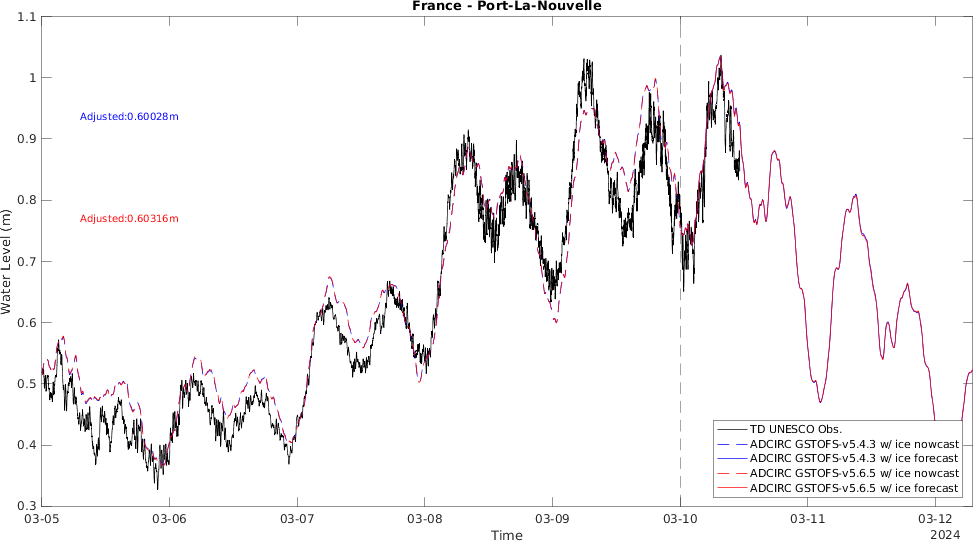 France - Port-La-Nouvelle
1.1
1
0.9
0.8
0.7
0.6
0.5
0.4
0.3
Water Level (m)
Adjusted:0.60028m
Adjusted:0.60316m
TD UNESCO Obs.
ADCIRC GSTOFS-v5.4.3 w/ ice nowcast
ADCIRC GSTOFS-v5.4.3 w/ ice forecast
ADCIRC GSTOFS-v5.6.5 w/ ice nowcast
ADCIRC GSTOFS-v5.6.5 w/ ice forecast
03-05 03-06 03-07 03-08 03-09 03-10 03-11 03-12
Time
2024